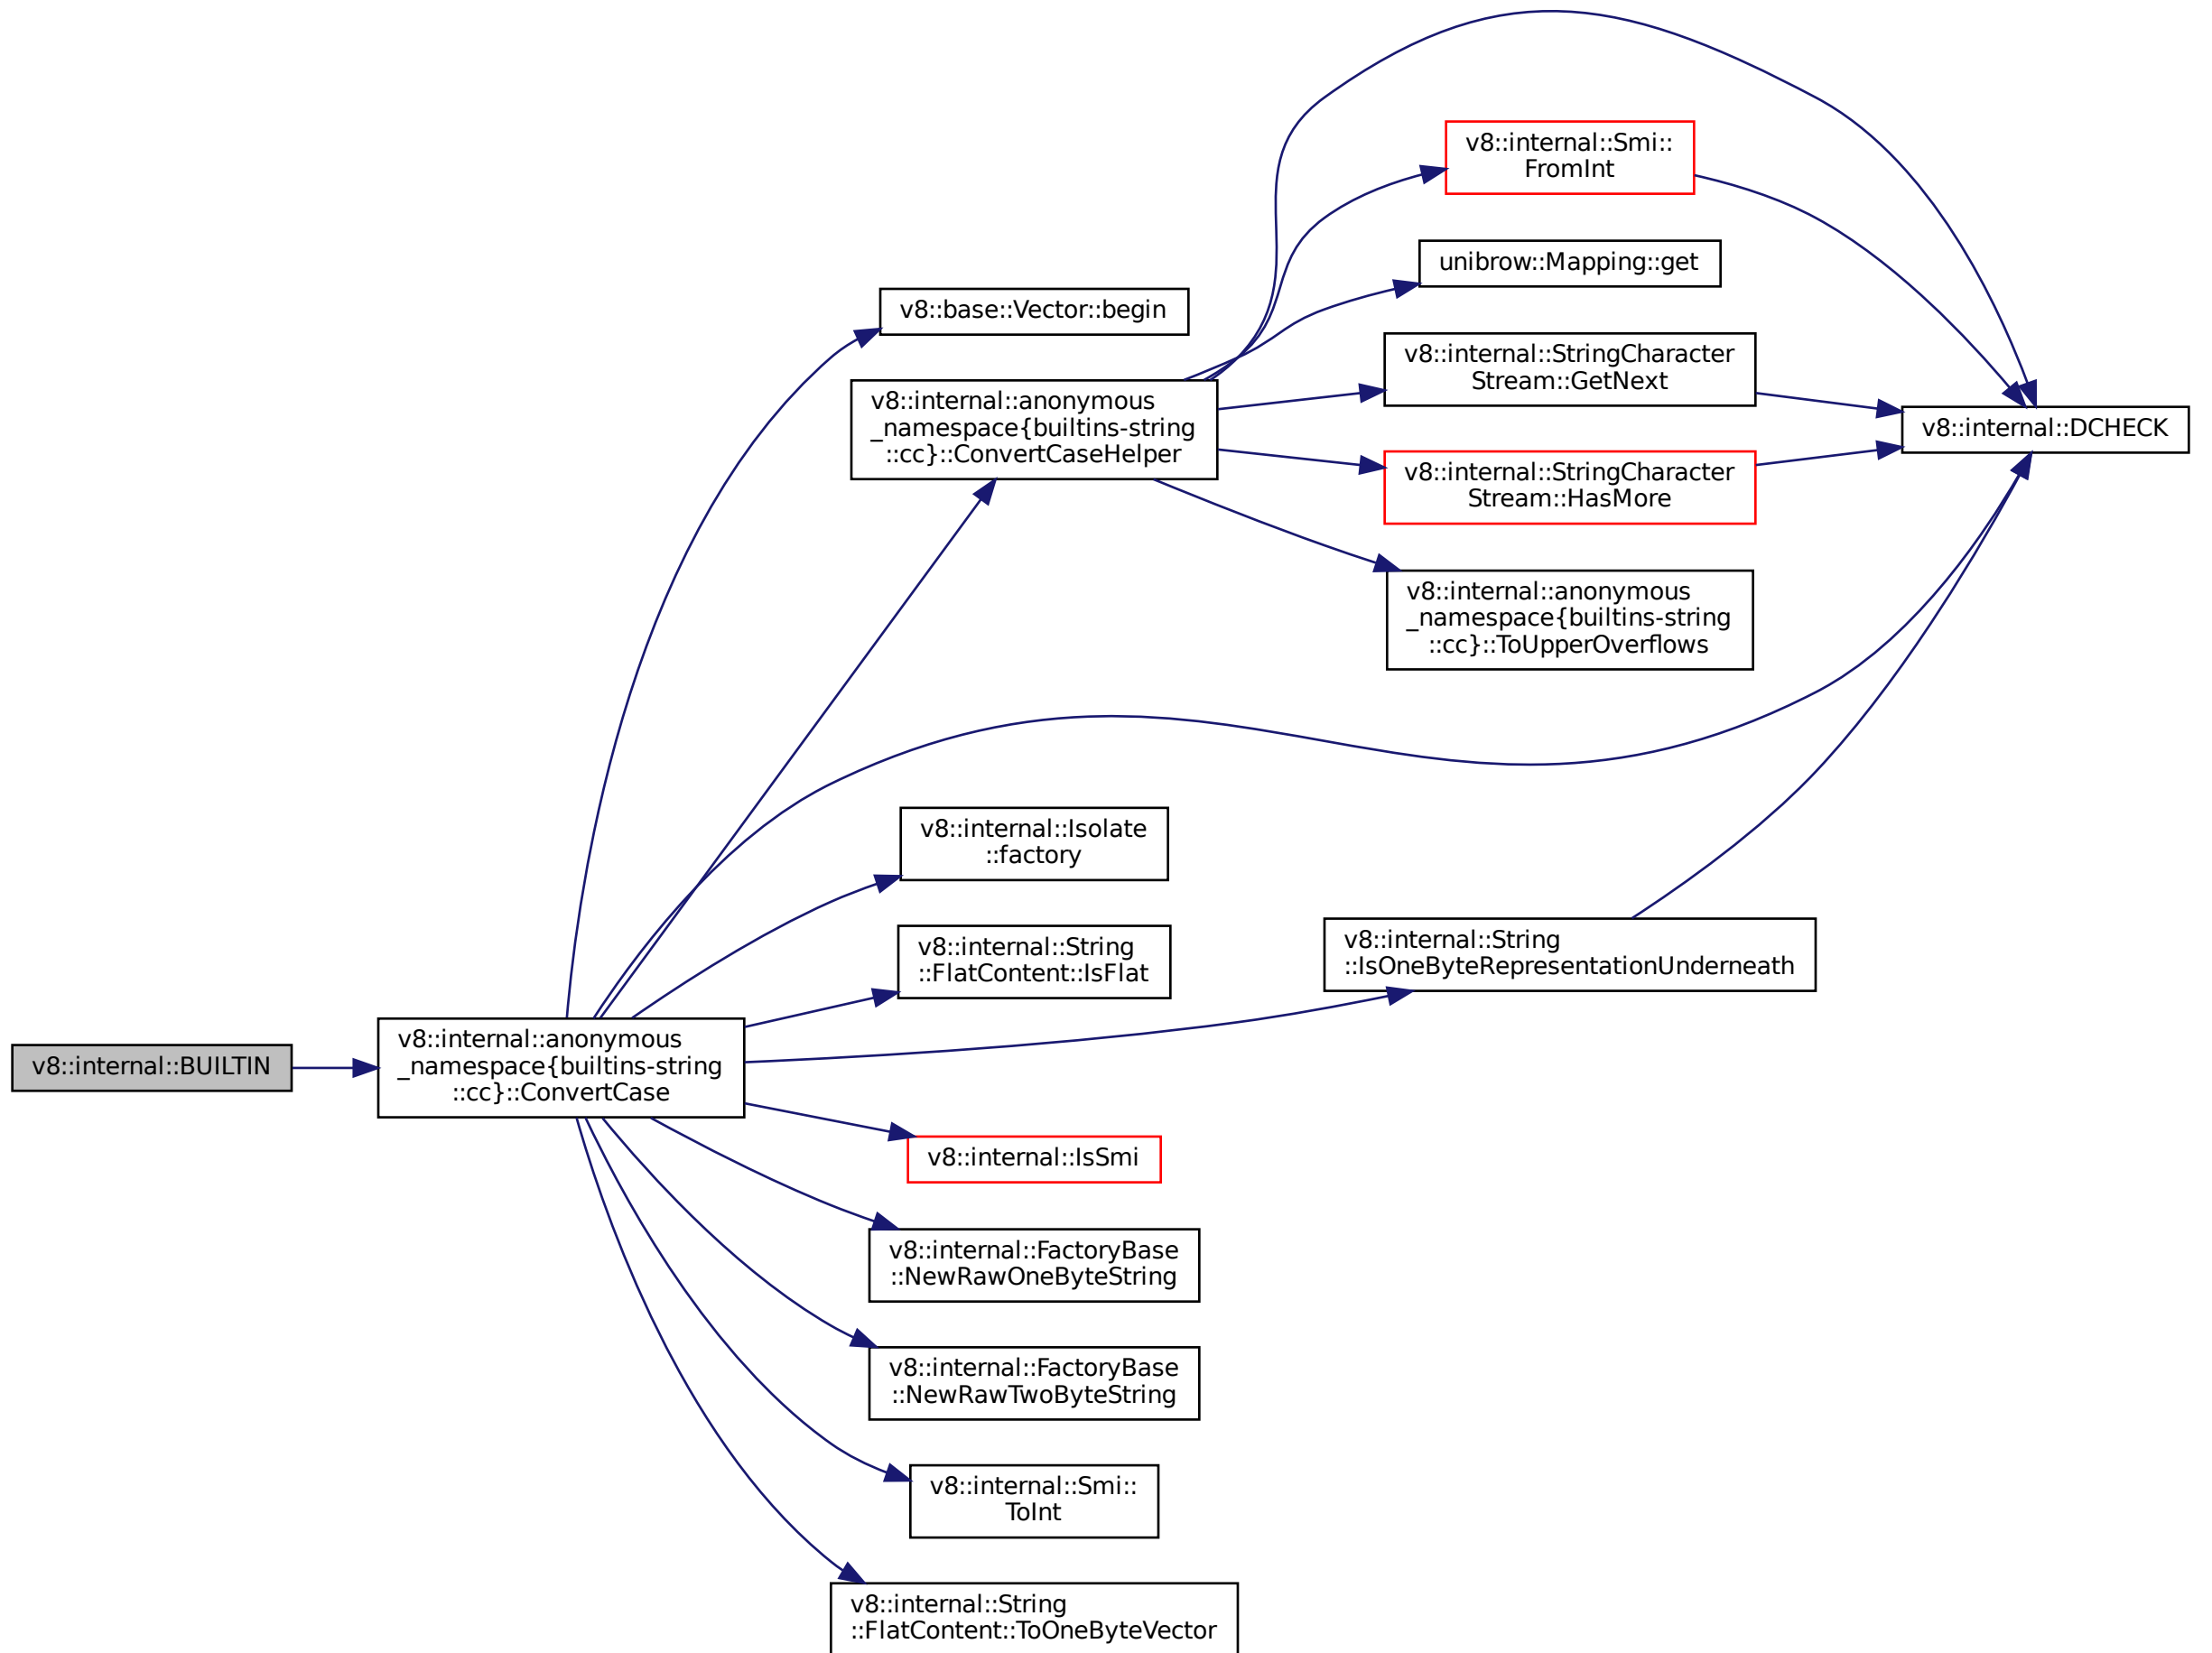 v8::internal::Smi::
FromInt
unibrow::Mapping::get
v8::base::Vector::begin
v8::internal::StringCharacter
Stream::GetNext
v8::internal::anonymous
_namespace{builtins-string
::cc}::ConvertCaseHelper
v8::internal::DCHECK
v8::internal::StringCharacter
Stream::HasMore
v8::internal::anonymous
_namespace{builtins-string
::cc}::ToUpperOverflows
v8::internal::Isolate
::factory
v8::internal::String
::FlatContent::IsFlat
v8::internal::String
::IsOneByteRepresentationUnderneath
v8::internal::BUILTIN
v8::internal::anonymous
_namespace{builtins-string
::cc}::ConvertCase
v8::internal::IsSmi
v8::internal::FactoryBase
::NewRawOneByteString
v8::internal::FactoryBase
::NewRawTwoByteString
v8::internal::Smi::
ToInt
v8::internal::String
::FlatContent::ToOneByteVector